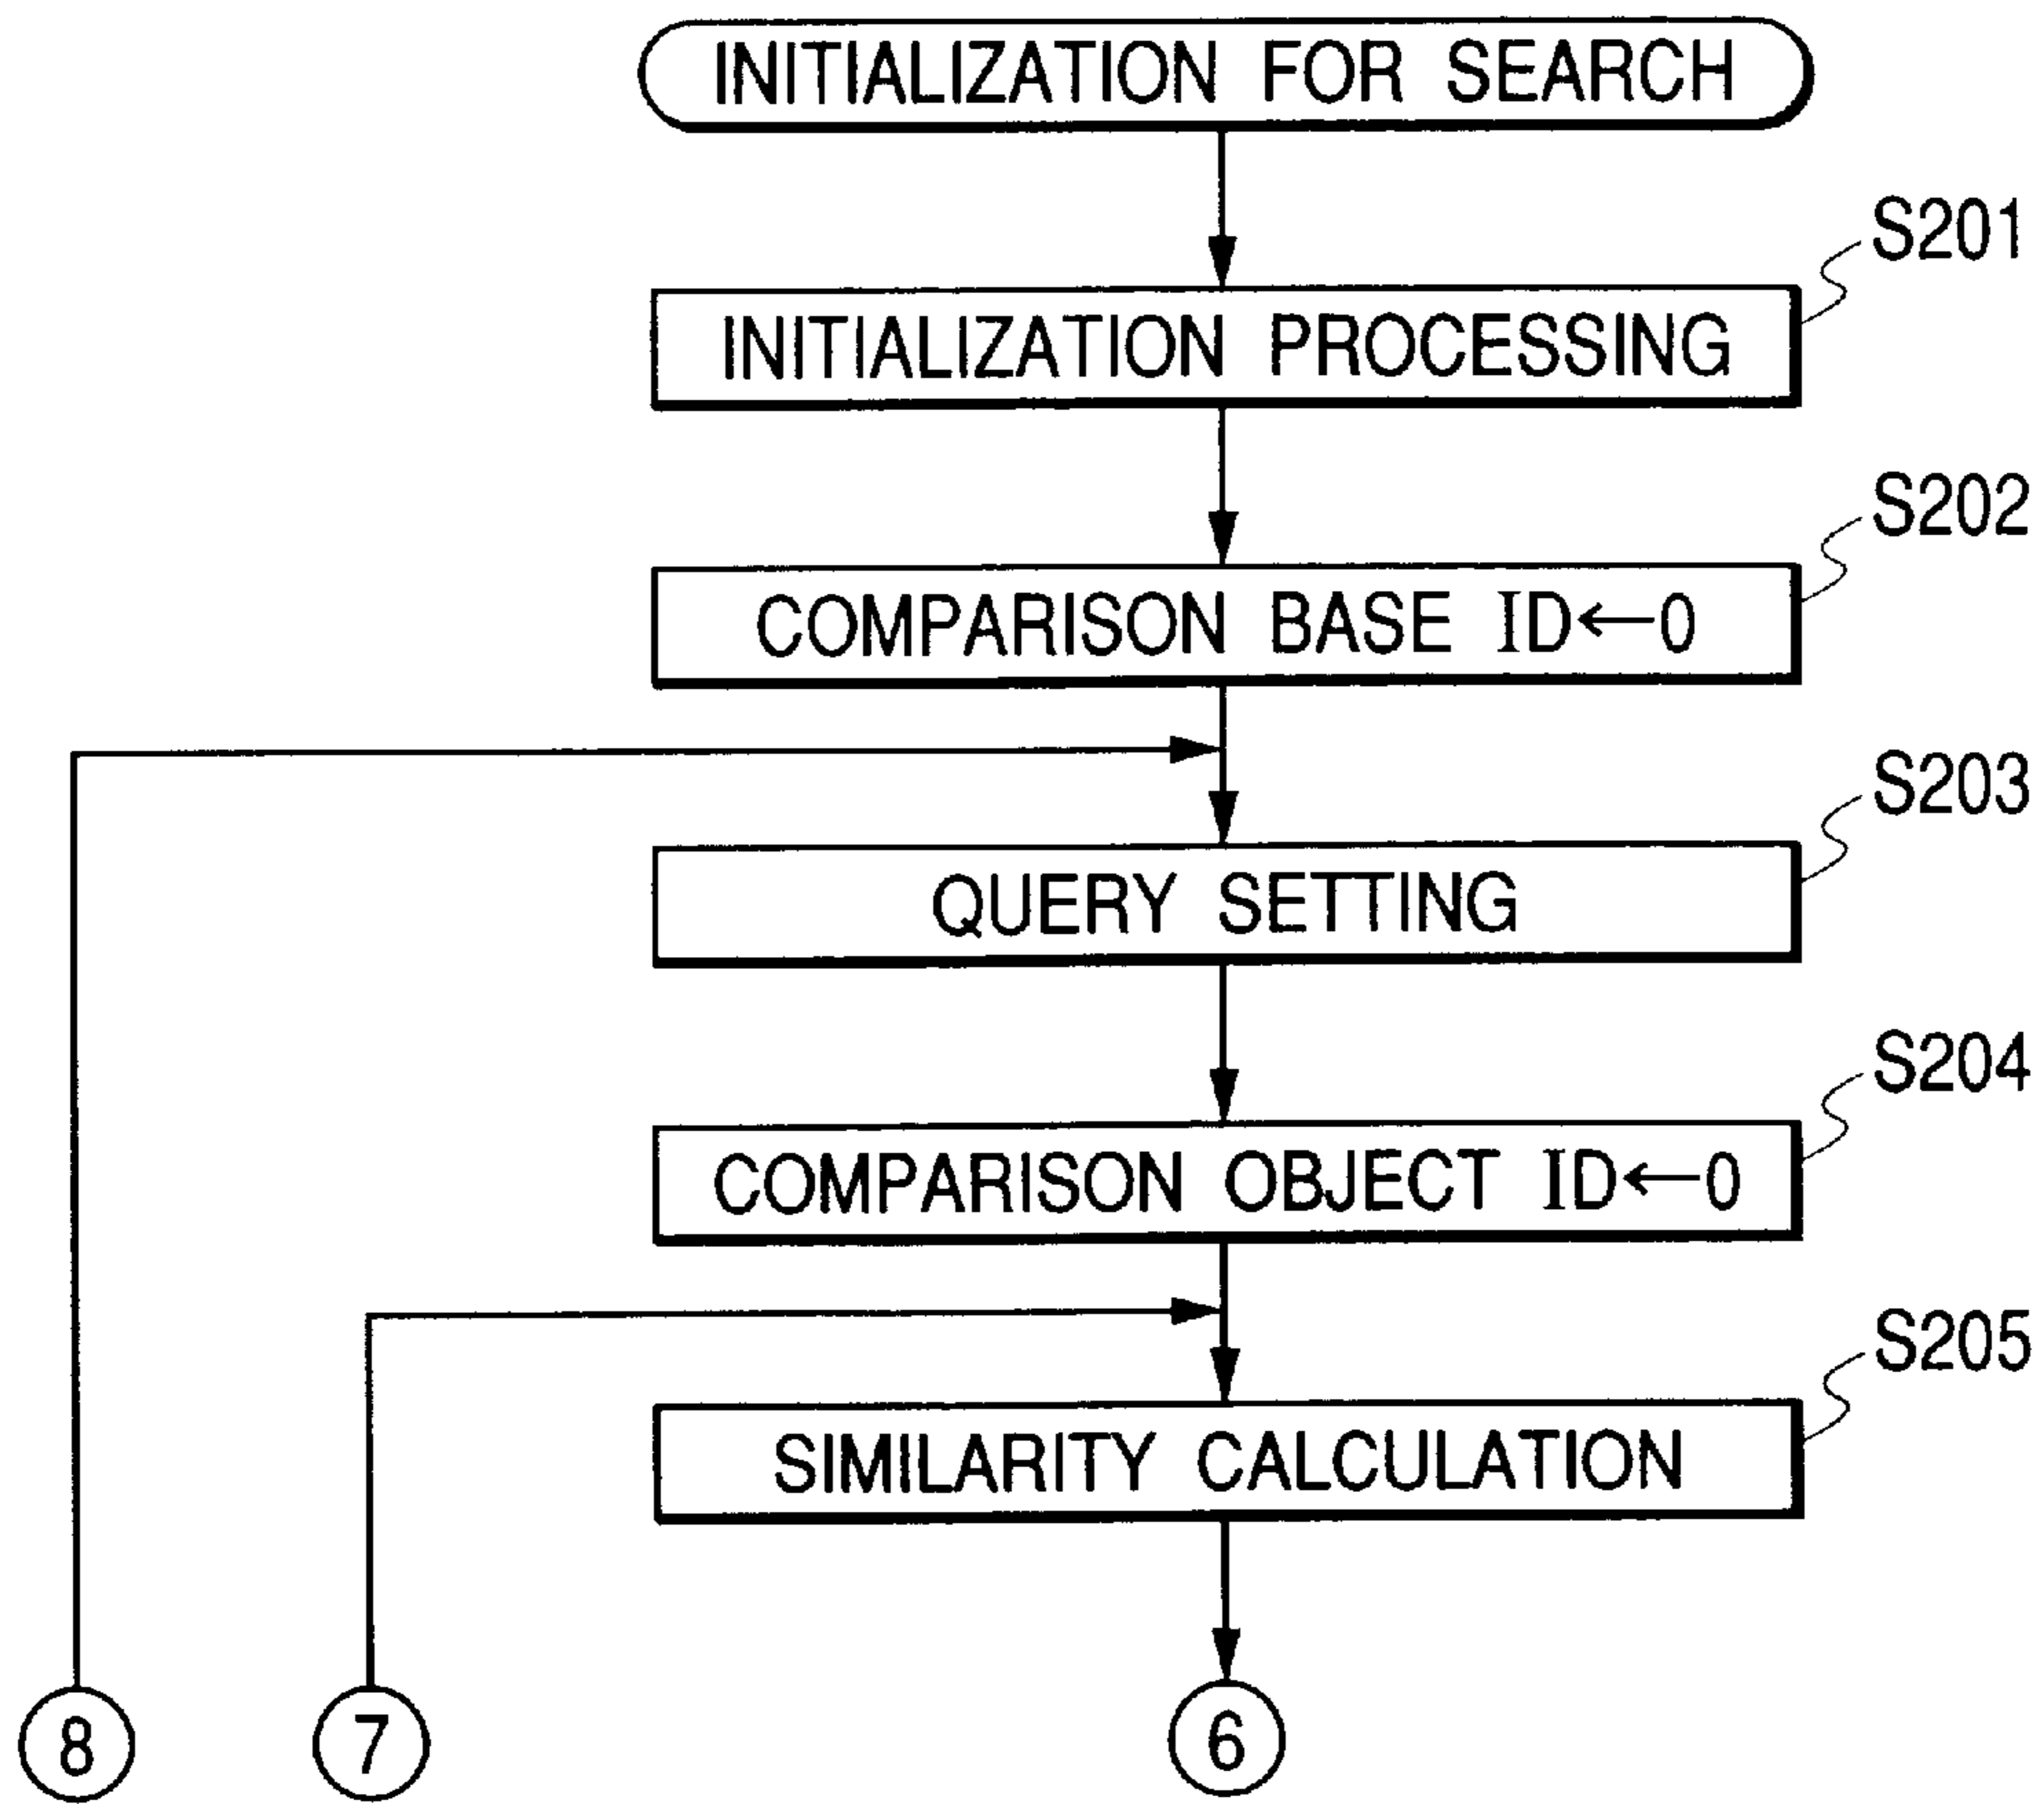 INITIALIZATION FOR SEARCH
S201
INITIALIZATION PROCESSING
S202
COMPARISON BASE ID←0
S203
QUERY SETTING
S204
COMPARISON OBJECT ID←0
S205
SIMILARITY CALCULATION
8 7 6